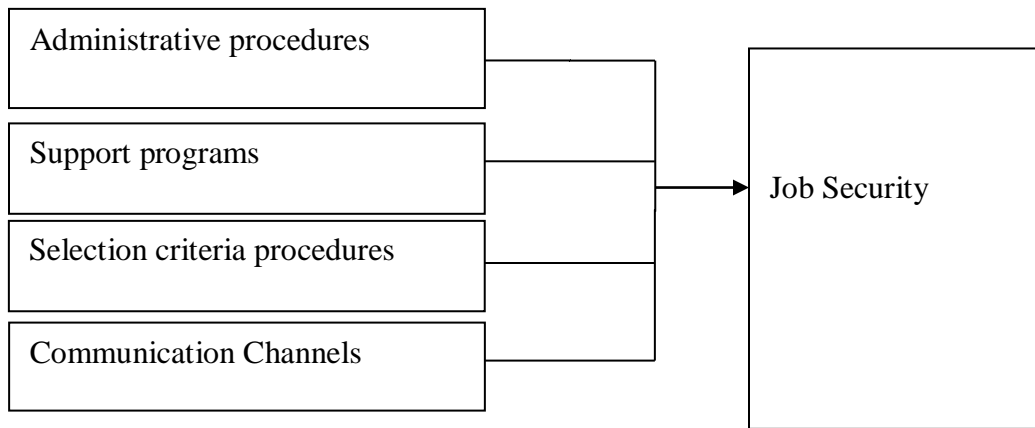 Administrative procedures
Support programs
Selection criteria procedures
Communication Channels
Job Security